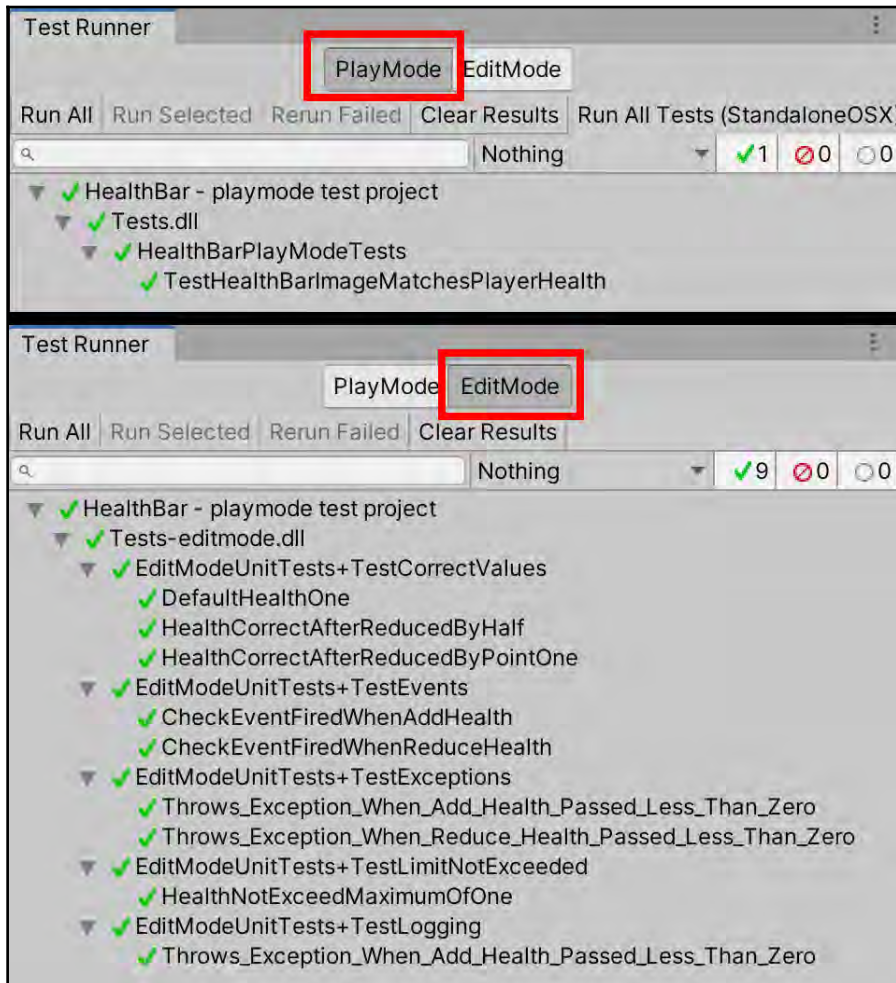 Test Runner
PlayMode EditMode
Run All Run Selected Rerun Failed Clear Results Run All Tests (StandaloneOSX)
Nothing 1 0 0
HealthBar - playmode test project
Tests.dll
HealthBarPlayModeTests
TestHealthBarImageMatchesPlayerHealth
Test Runner
PlayMode EditMode
Run All Run Selected Rerun Failed Clear Results
Nothing 9 0 0
HealthBar - playmode test project
Tests-editmode.dll
EditModeUnitTests+TestCorrectValues
DefaultHealthOne
HealthCorrectAfterReducedByHalf
HealthCorrectAfterReducedByPointOne
EditModeUnitTests+TestEvents
CheckEventFiredWhenAddHealth
CheckEventFiredWhenReduceHealth
EditModeUnitTests+TestExceptions
Throws_Exception_When_Add_Health_Passed_Less_Than_Zero
Throws_Exception_When_Reduce_Health_Passed_Less_Than_Zero
EditModeUnitTests+TestLimitNotExceeded
HealthNotExceedMaximumOfOne
EditModeUnitTests+TestLogging
Throws_Exception_When_Add_Health_Passed_Less_Than_Zero